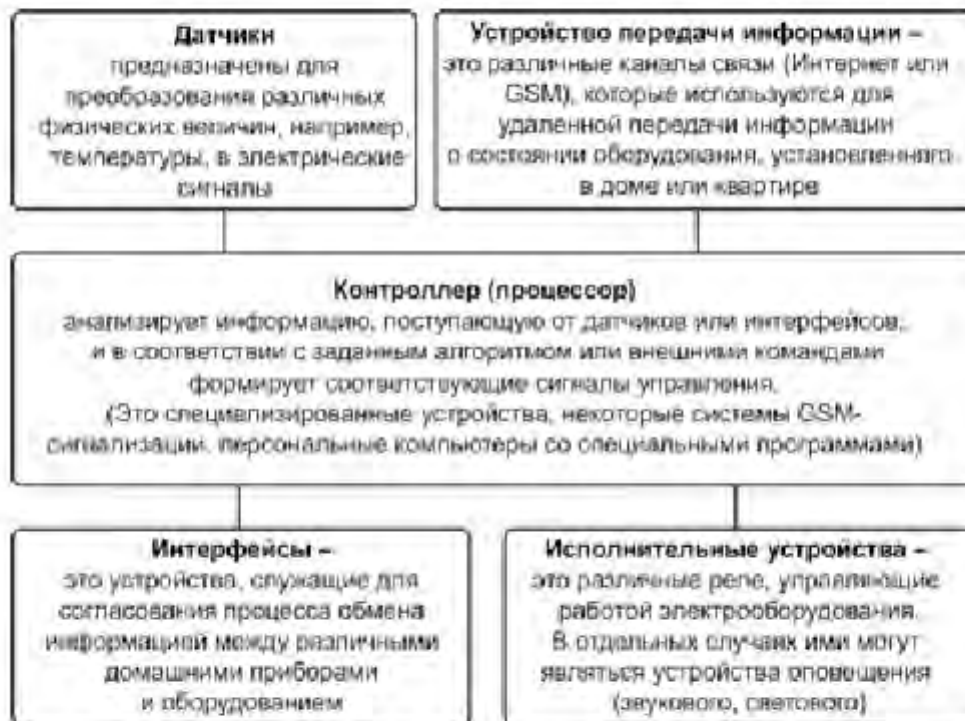 Датчики
предназначены для
преобразования различных
физических величин, например,
температуры, в электрические
сигналы
Устройство передачи информации –
это различные каналы связи (Интернет или
GSM), которые используются для
удаленной передачи информации
о состоянии оборудования, установленного
в доме или квартире
Контроллер (процессор)
анализирует информацию, поступающую от датчиков или интерфейсов,
и в соответствии с заданным алгоритмом или внешними командами
формирует соответствующие сигналы управления.
(Это специализированные устройства, некоторые системы GSM-
сигнализации, персональные компьютеры со специальными программами)
Интерфейсы –
это устройства, служащие для
согласования процесса обмена
информацией между различными
домашними приборами
и оборудованием
Исполнительные устройства –
это различные реле, управляющие
работой электрооборудования.
В отдельных случаях ими могут
являться устройства оповещения
(звукового, светового)